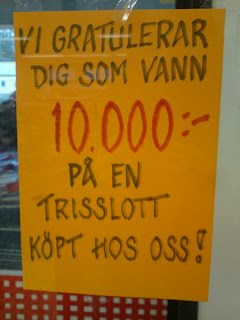 VI GRATULERAR
DIG SOM VANN
10.000:-
PÅ EN
TRISSLOTT
KÖPT HOS OSS!